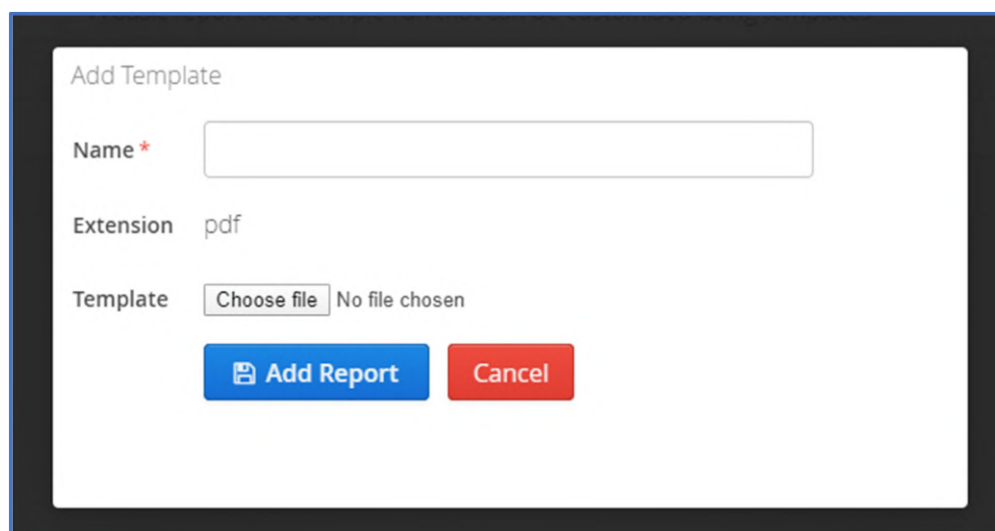 Add Template
Name *
Extension pdf
Template Choose file No file chosen
Add Report Cancel